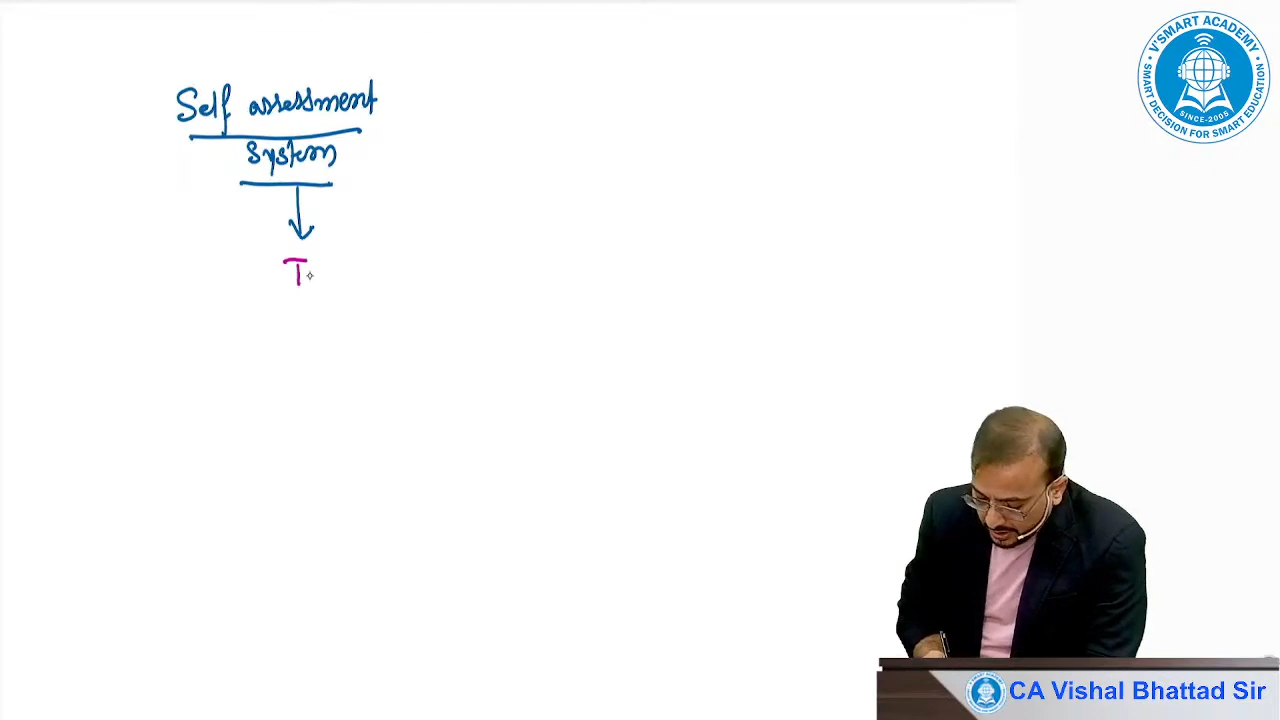 Self assessment
System
T
V'SMART ACADEMY
SMART DECISION FOR SMART EDUCATION
SINCE-2005
CA Vishal Bhattad Sir